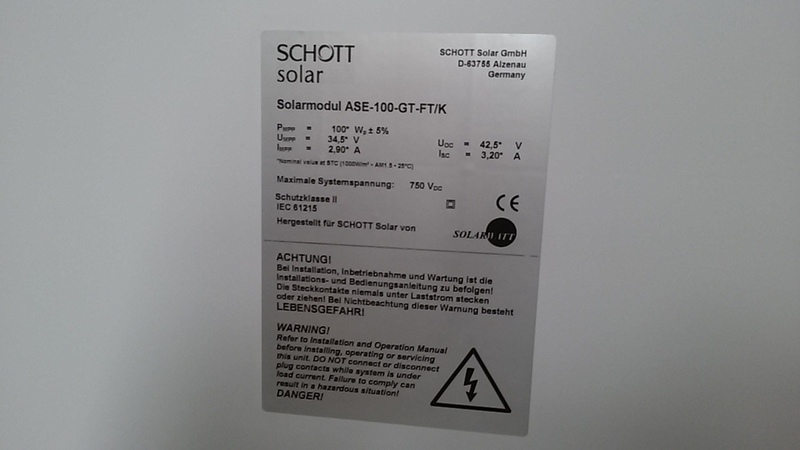 SCHOTT
solar
SCHOTT Solar GmbH
D-63755 Alzenau
Germany
Solarmodul ASE-100-GT-FT/K
PMPP = 100* Wp ± 5%
UMPP = 34,5* V
IMPP = 2,90* A
UOC = 42,5* V
ISC = 3,20* A
*Nominal value at STC (1000W/m² - AM1.5 - 25°C)
Maximale Systemspannung: 750 VDC
Schutzklasse II
IEC 61215
CE
Hergestellt für SCHOTT Solar von
SOLARWATT
ACHTUNG!
Bei Installation, Inbetriebnahme und Wartung ist die
Installations- und Bedienungsanleitung zu befolgen!
Die Steckkontakte niemals unter Laststrom stecken
oder ziehen! Bei Nichtbeachtung dieser Warnung besteht
LEBENSGEFAHR!
WARNING!
Refer to Installation and Operation Manual
before installing, operating or servicing
this unit. DO NOT connect or disconnect
plug contacts while system is under
load current. Failure to comply can
result in a hazardous situation!
DANGER!